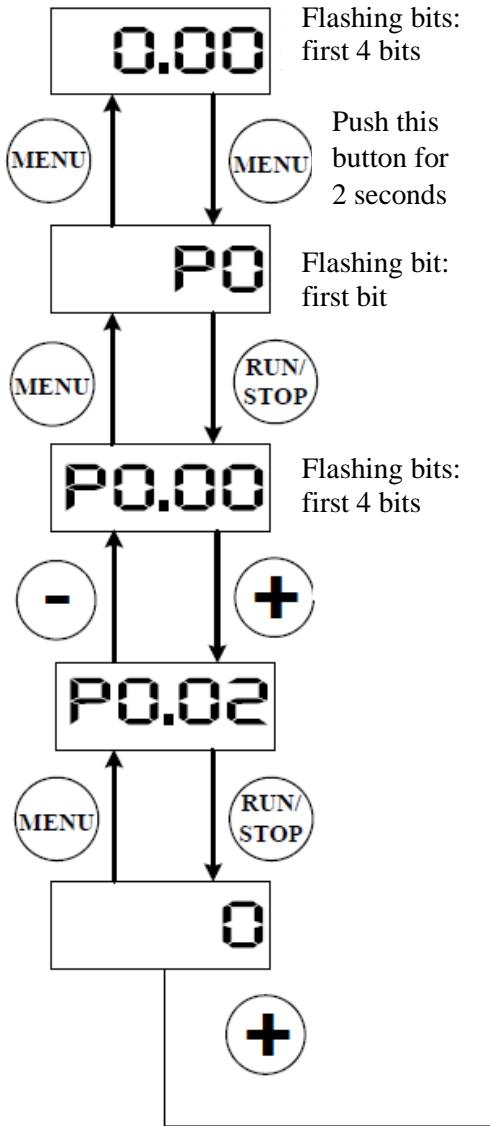 0.00
Flashing bits:
first 4 bits
MENU
MENU
Push this
button for
2 seconds
P0
Flashing bit:
first bit
MENU
RUN/
STOP
P0.00
Flashing bits:
first 4 bits
-
+
P0.02
MENU
RUN/
STOP
0
+